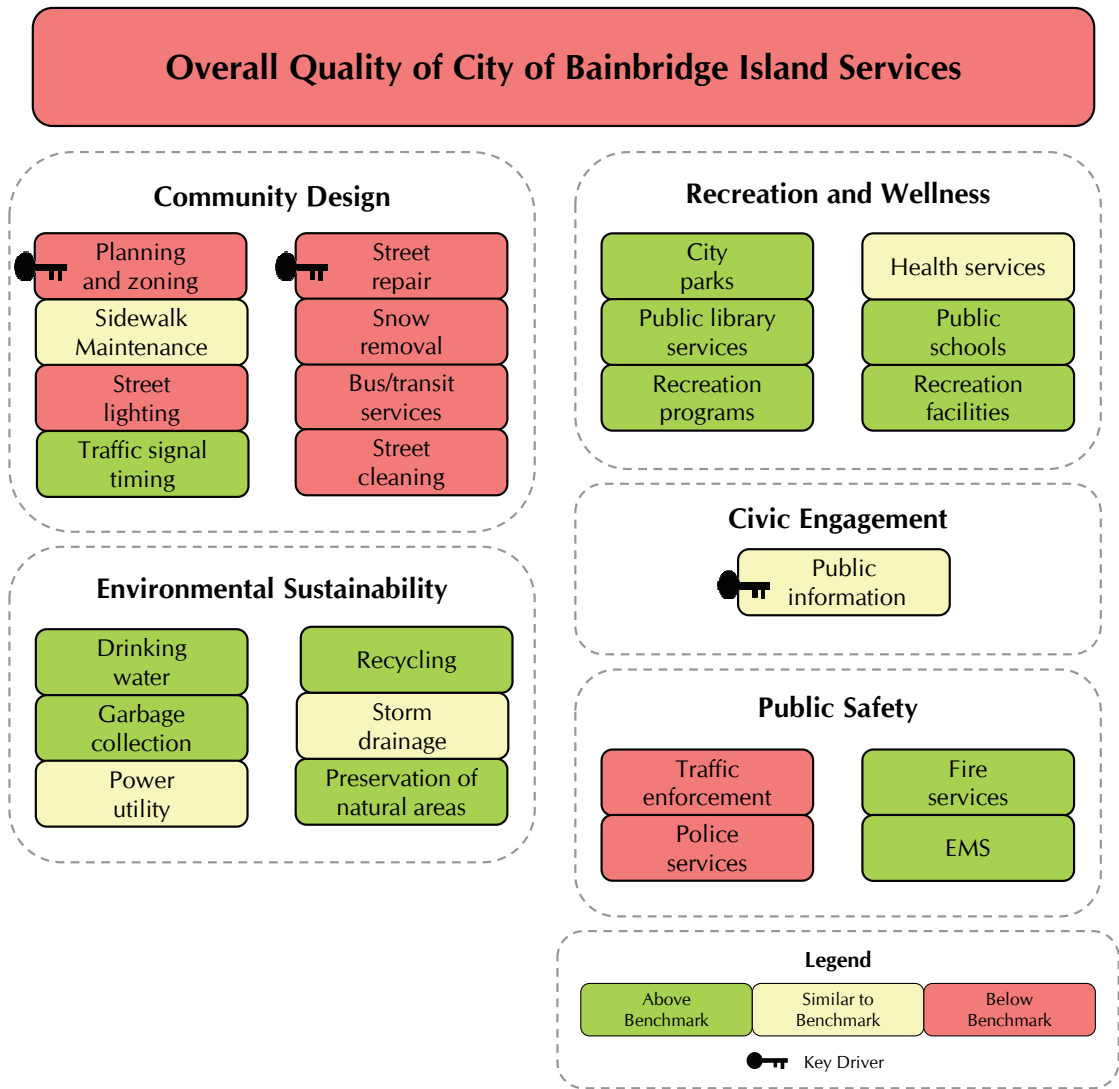 Overall Quality of City of Bainbridge Island Services
Community Design
Planning
and zoning
Sidewalk
Maintenance
Street
lighting
Traffic signal
timing
Street
repair
Snow
removal
Bus/transit
services
Street
cleaning
Environmental Sustainability
Drinking
water
Garbage
collection
Power
utility
Recycling
Storm
drainage
Preservation of
natural areas
Recreation and Wellness
City
parks
Public library
services
Recreation
programs
Health services
Public
schools
Recreation
facilities
Civic Engagement
Public
information
Public Safety
Traffic
enforcement
Police
services
Fire
services
EMS
Legend
Above
Benchmark
Similar to
Benchmark
Below
Benchmark
Key Driver